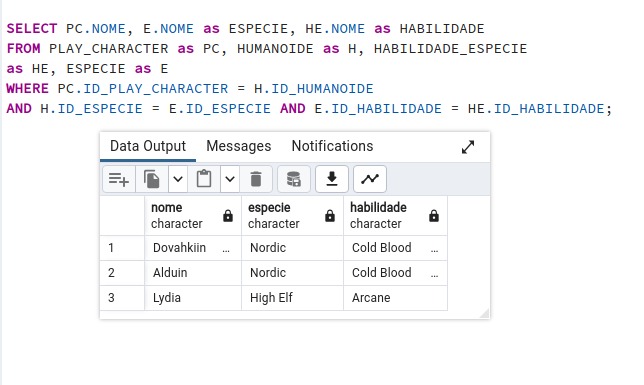 SELECT PC.NOME, E.NOME as ESPECIE, HE.NOME as HABILIDADE
FROM PLAY_CHARACTER as PC, HUMANOIDE as H, HABILIDADE_ESPECIE
as HE, ESPECIE as E
WHERE PC.ID_PLAY_CHARACTER = H.ID_HUMANOIDE
AND H.ID_ESPECIE = E.ID_ESPECIE AND E.ID_HABILIDADE = HE.ID_HABILIDADE;
Data Output Messages Notifications
nome especie habilidade
character character character
1 Dovahkiin ... Nordic Cold Blood ...
2 Alduin Nordic Cold Blood ...
3 Lydia High Elf Arcane